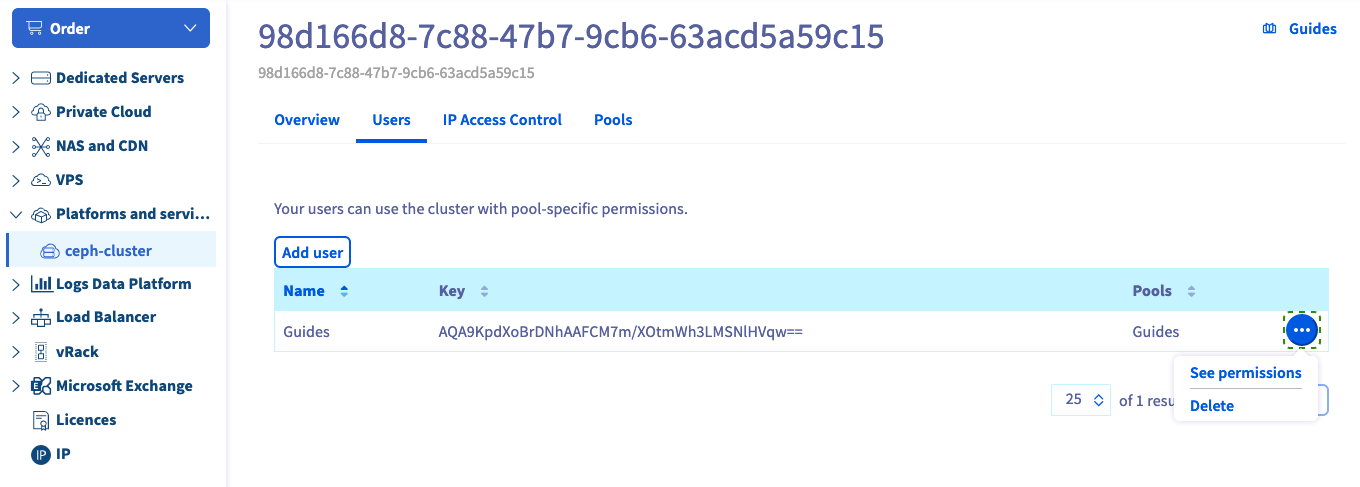 Order
Dedicated Servers
Private Cloud
NAS and CDN
VPS
Platforms and servi...
ceph-cluster
Logs Data Platform
Load Balancer
vRack
Microsoft Exchange
Licences
IP
IP
98d166d8-7c88-47b7-9cb6-63acd5a59c15
98d166d8-7c88-47b7-9cb6-63acd5a59c15
Guides
Overview Users IP Access Control Pools
Your users can use the cluster with pool-specific permissions.
Add user
Name Key Pools
Guides AQA9KpdXoBrDNhAAFCM7m/XOtmWh3LMSNlHVqw== Guides
See permissions
Delete
25 of 1 resu